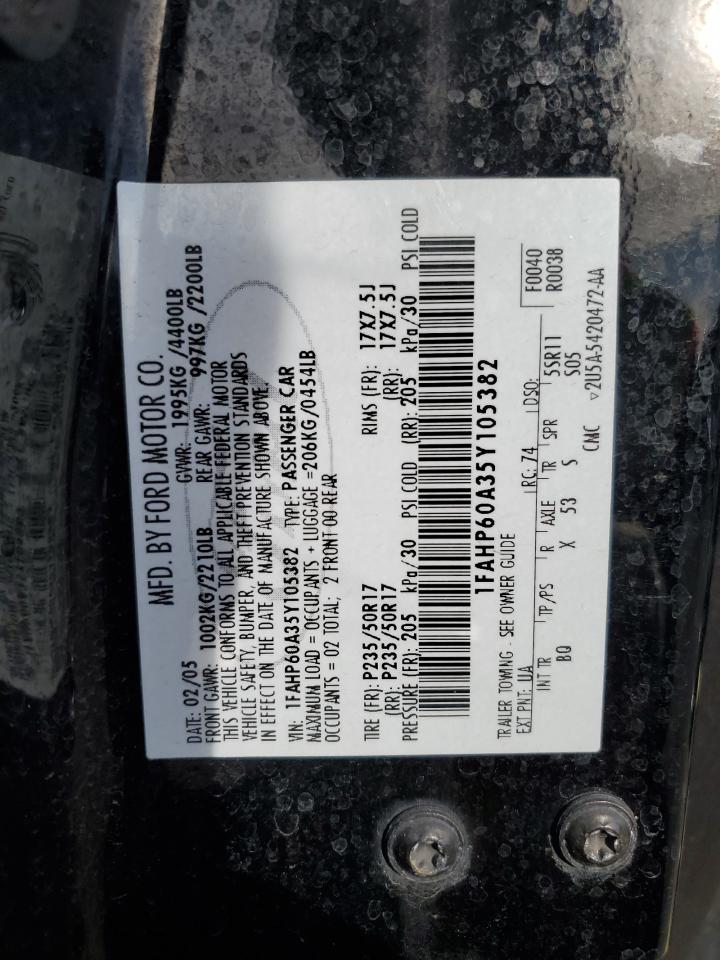 MFD. BY FORD MOTOR CO.
DATE: 02/05 GVWR: 1995KG/4400LB
FRONT GAWR: 1002KG/2210LB REAR GAWR: 997KG/2200LB
THIS VEHICLE CONFORMS TO ALL APPLICABLE FEDERAL MOTOR
VEHICLE SAFETY, BUMPER, AND THEFT PREVENTION STANDARDS
IN EFFECT ON THE DATE OF MANUFACTURE SHOWN ABOVE.
VIN: 1FAHP60A35Y105382 TYPE: PASSENGER CAR
MAXIMUM LOAD = OCCUPANTS + LUGGAGE =206KG/0454LB
OCCUPANTS = 02 TOTAL; 2 FRONT 00 REAR
TIRE (FR): P235/50R17 RIMS (FR): 17X7.5J
(RR): P235/50R17 (RR): 17X7.5J
PRESSURE (FR): 205 kPa/30 PSI COLD (RR): 205 kPa/30 PSI COLD
1FAHP60A35Y105382
TRAILER TOWING - SEE OWNER GUIDE F0040
EXT PNT: UA RC: 74 DSO: R0038
INT TR TP/PS R AXLE TR SPR 5SR11
BQ X 53 S S05
CMC ▽2U5A-5420472-AA